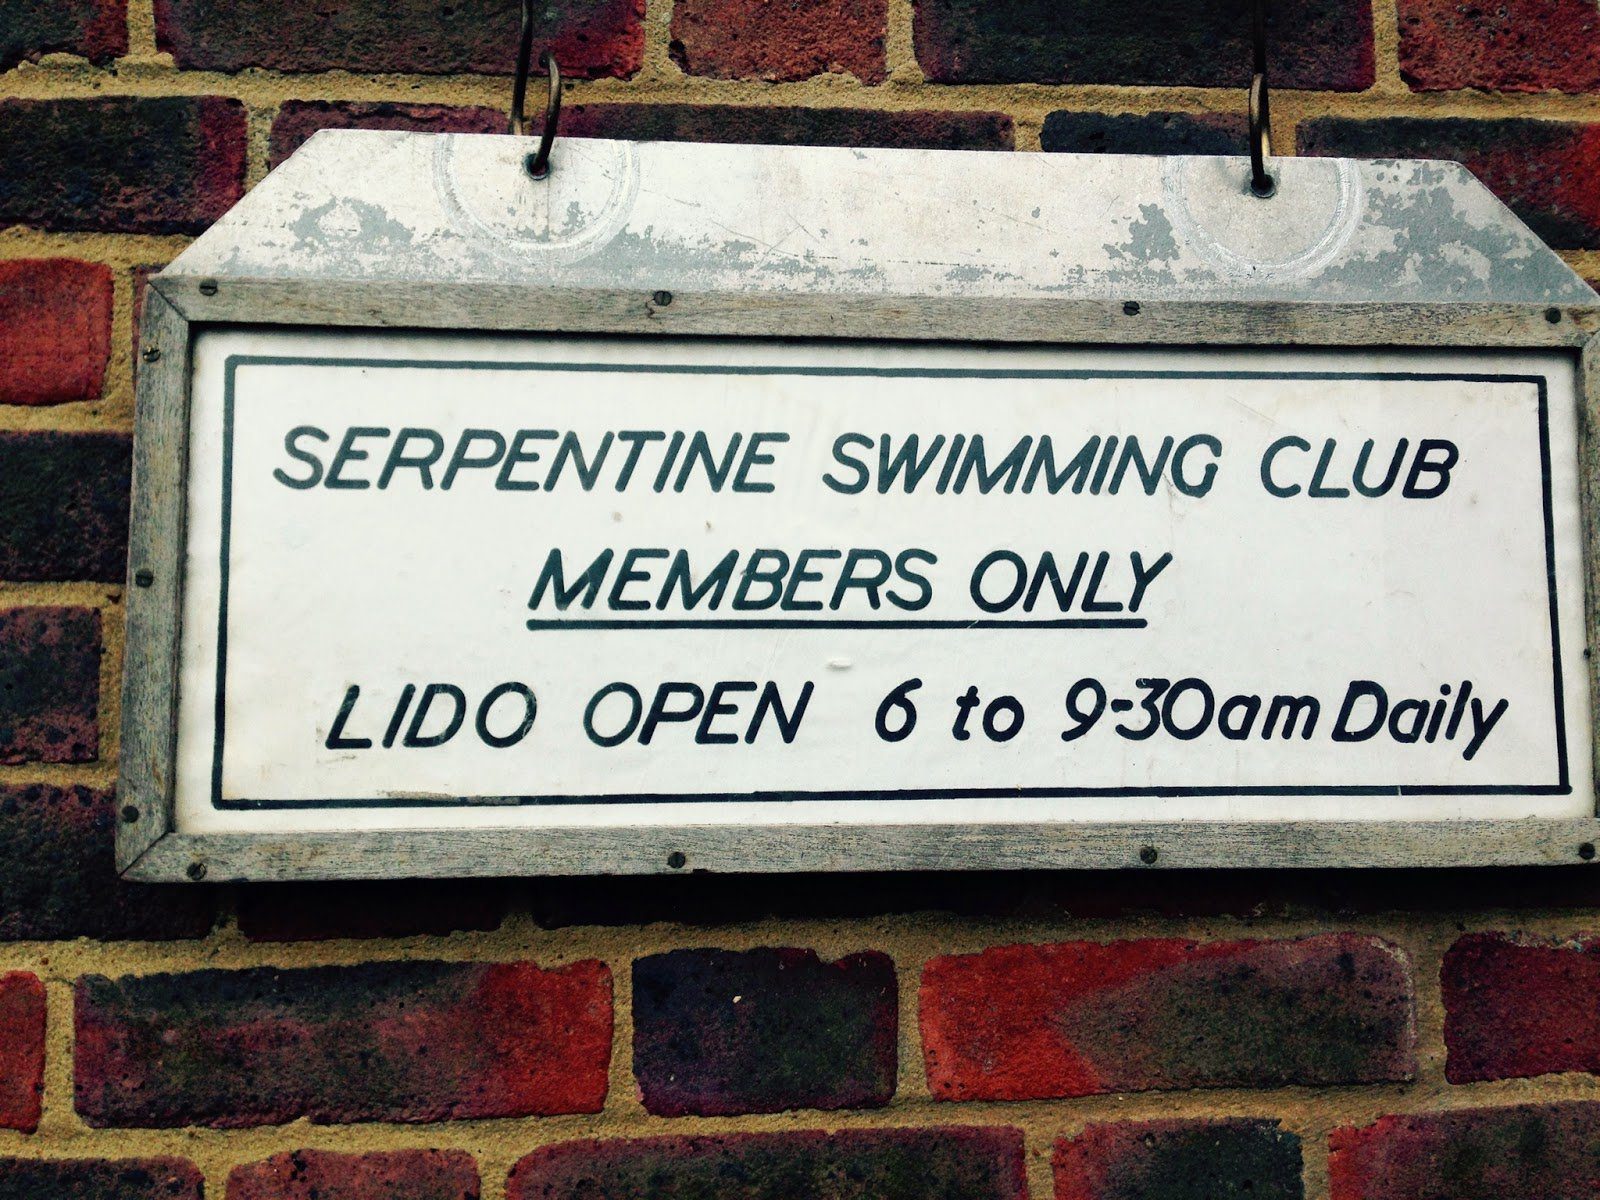 SERPENTINE SWIMMING CLUB
MEMBERS ONLY
LIDO OPEN 6 to 9-30am Daily